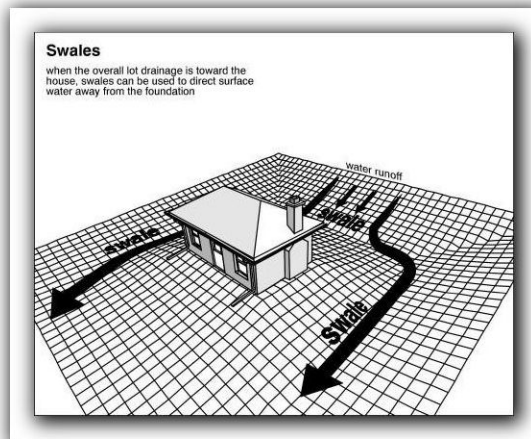 Swales
when the overall lot drainage is toward the
house, swales can be used to direct surface
water away from the foundation
water runoff
swale
swale
swale